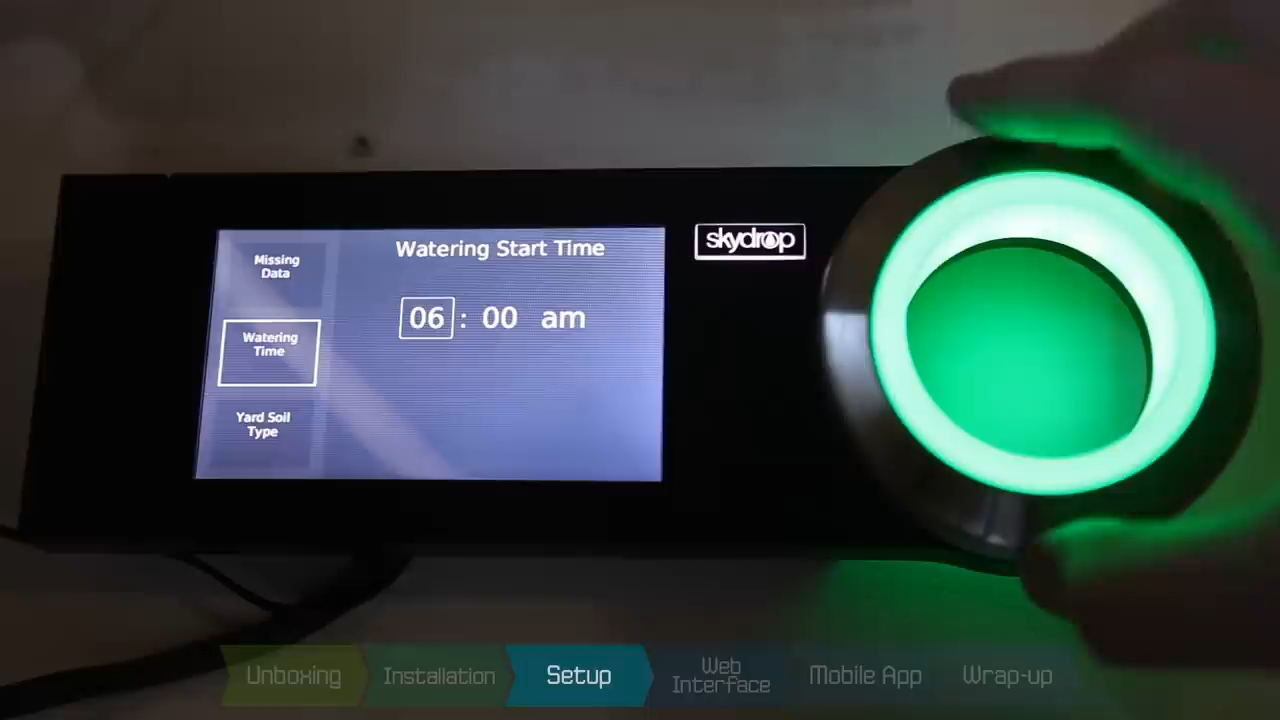 Missing
Data
Watering
Time
Yard Soil
Type
Watering Start Time
06 : 00 am
skydrop
Unboxing
Installation
Setup
Web
Interface
Mobile App
Wrap-up